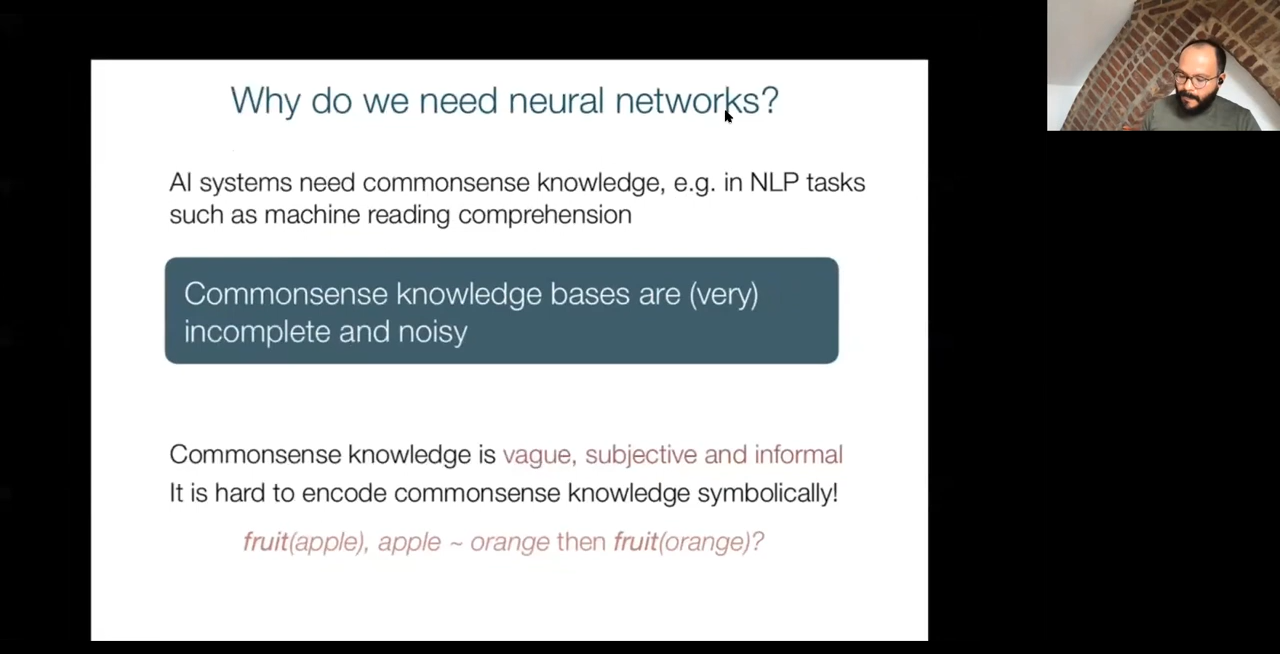 Why do we need neural networks?
AI systems need commonsense knowledge, e.g. in NLP tasks
such as machine reading comprehension
Commonsense knowledge bases are (very)
incomplete and noisy
Commonsense knowledge is vague, subjective and informal
It is hard to encode commonsense knowledge symbolically!
fruit(apple), apple ~ orange then fruit(orange)?